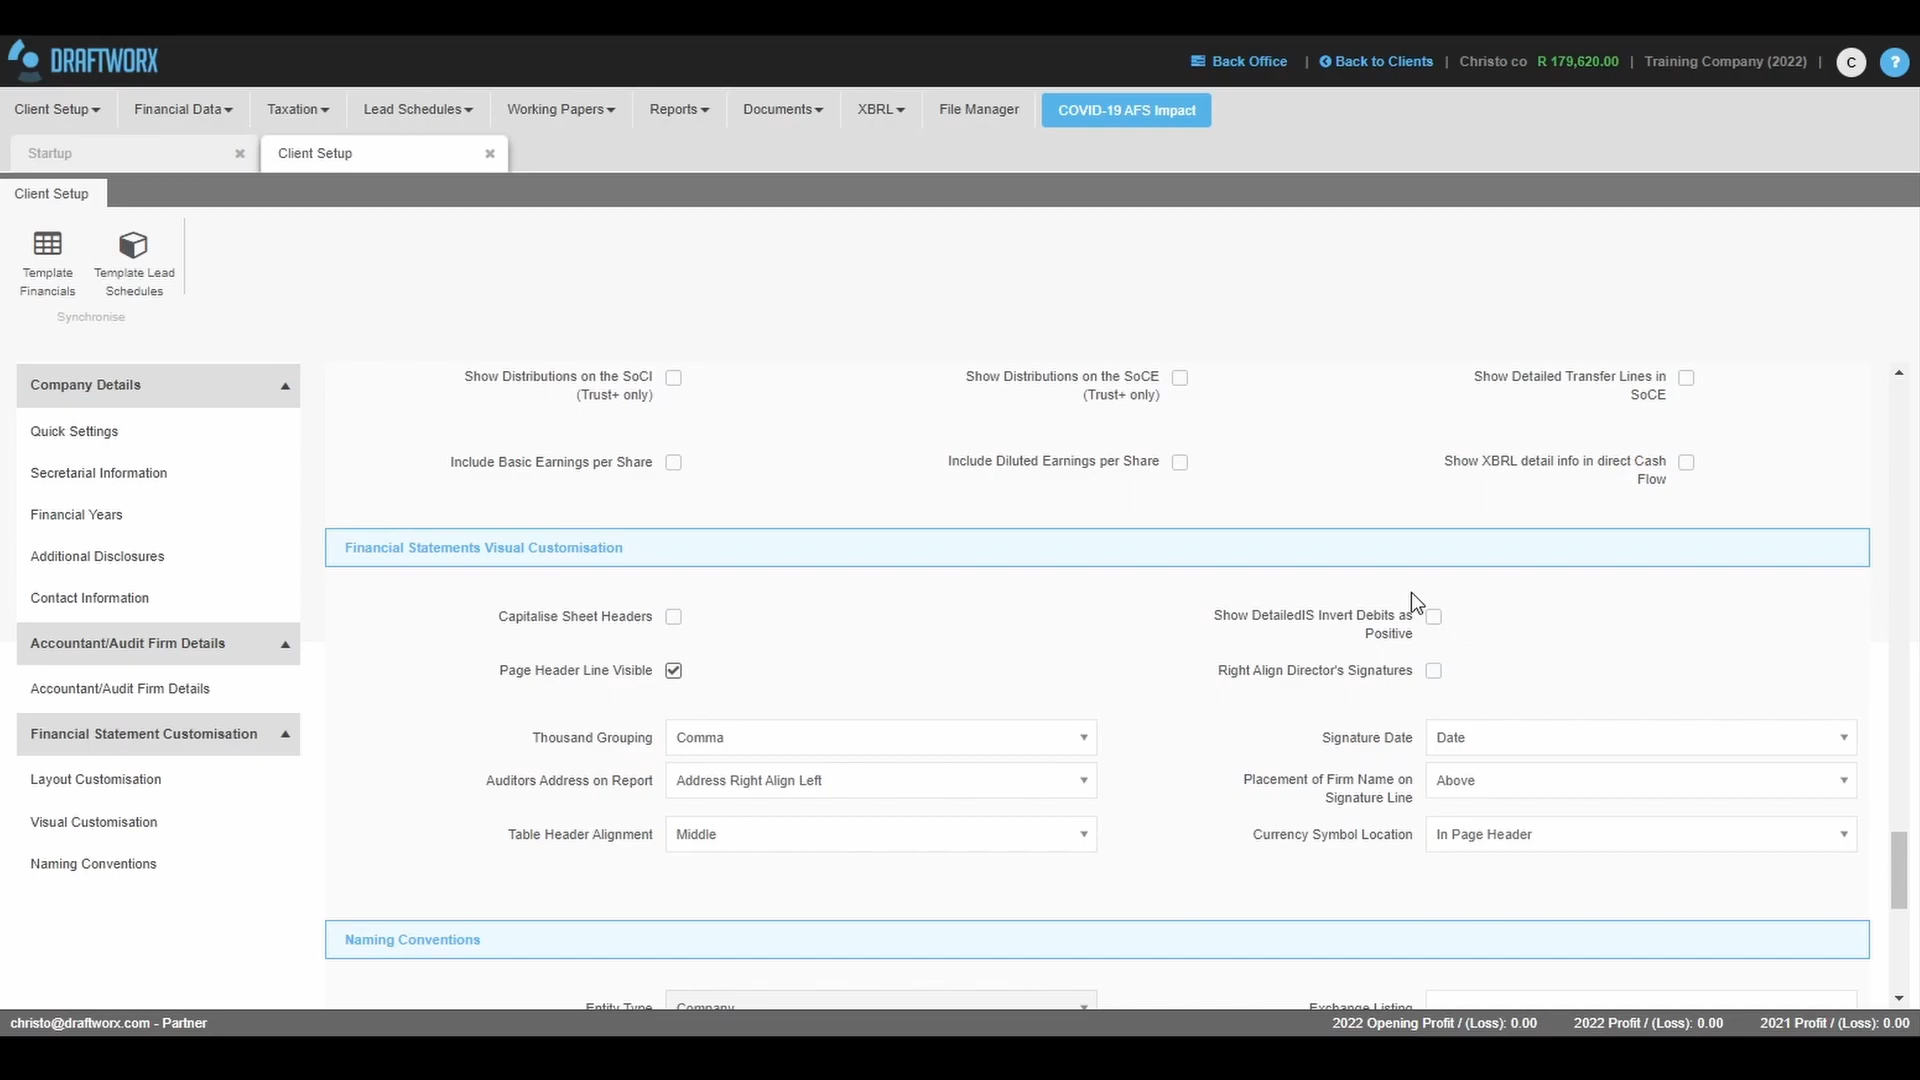 DRAFTWORX
Back Office | Back to Clients | Christo co R 179,620.00 | Training Company (2022) | C ?
Client Setup Financial Data Taxation Lead Schedules Working Papers Reports Documents XBRL File Manager COVID-19 AFS Impact
Startup Client Setup
Client Setup
Template Financials
Template Lead Schedules
Synchronise
Company Details
Quick Settings
Secretarial Information
Financial Years
Additional Disclosures
Contact Information
Accountant/Audit Firm Details
Accountant/Audit Firm Details
Financial Statement Customisation
Layout Customisation
Visual Customisation
Naming Conventions
Show Distributions on the SoCI
(Trust+ only)
Show Distributions on the SoCE
(Trust+ only)
Show Detailed Transfer Lines in
SoCE
Include Basic Earnings per Share
Include Diluted Earnings per Share
Show XBRL detail info in direct Cash
Flow
Financial Statements Visual Customisation
Capitalise Sheet Headers
Show DetailedIS Invert Debits as
Positive
Page Header Line Visible
Right Align Director's Signatures
Thousand Grouping Comma
Signature Date Date
Auditors Address on Report Address Right Align Left
Placement of Firm Name on
Signature Line
Above
Table Header Alignment Middle
Currency Symbol Location In Page Header
Naming Conventions
Entity Type Company
Exchange Listing
christo@draftworx.com - Partner
2022 Opening Profit / (Loss): 0.00 2022 Profit / (Loss): 0.00 2021 Profit / (Loss): 0.00